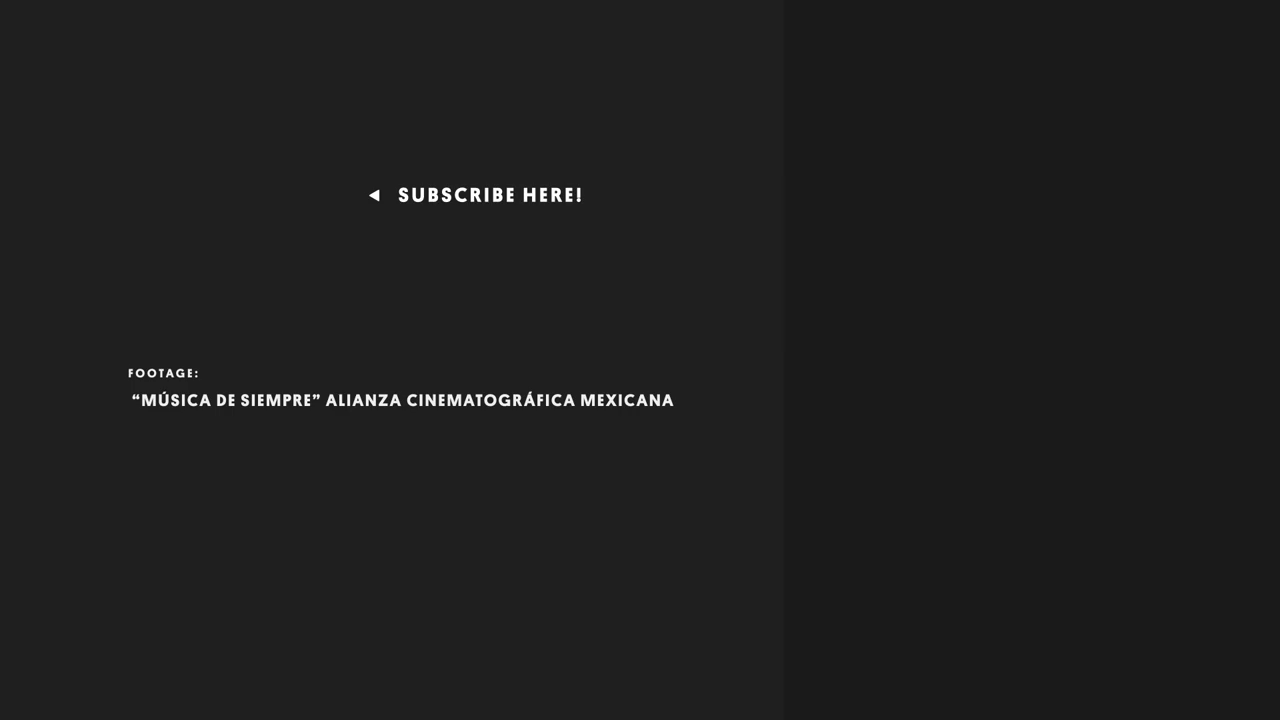 SUBSCRIBE HERE!
FOOTAGE:
“MÚSICA DE SIEMPRE” ALIANZA CINEMATOGRÁFICA MEXICANA